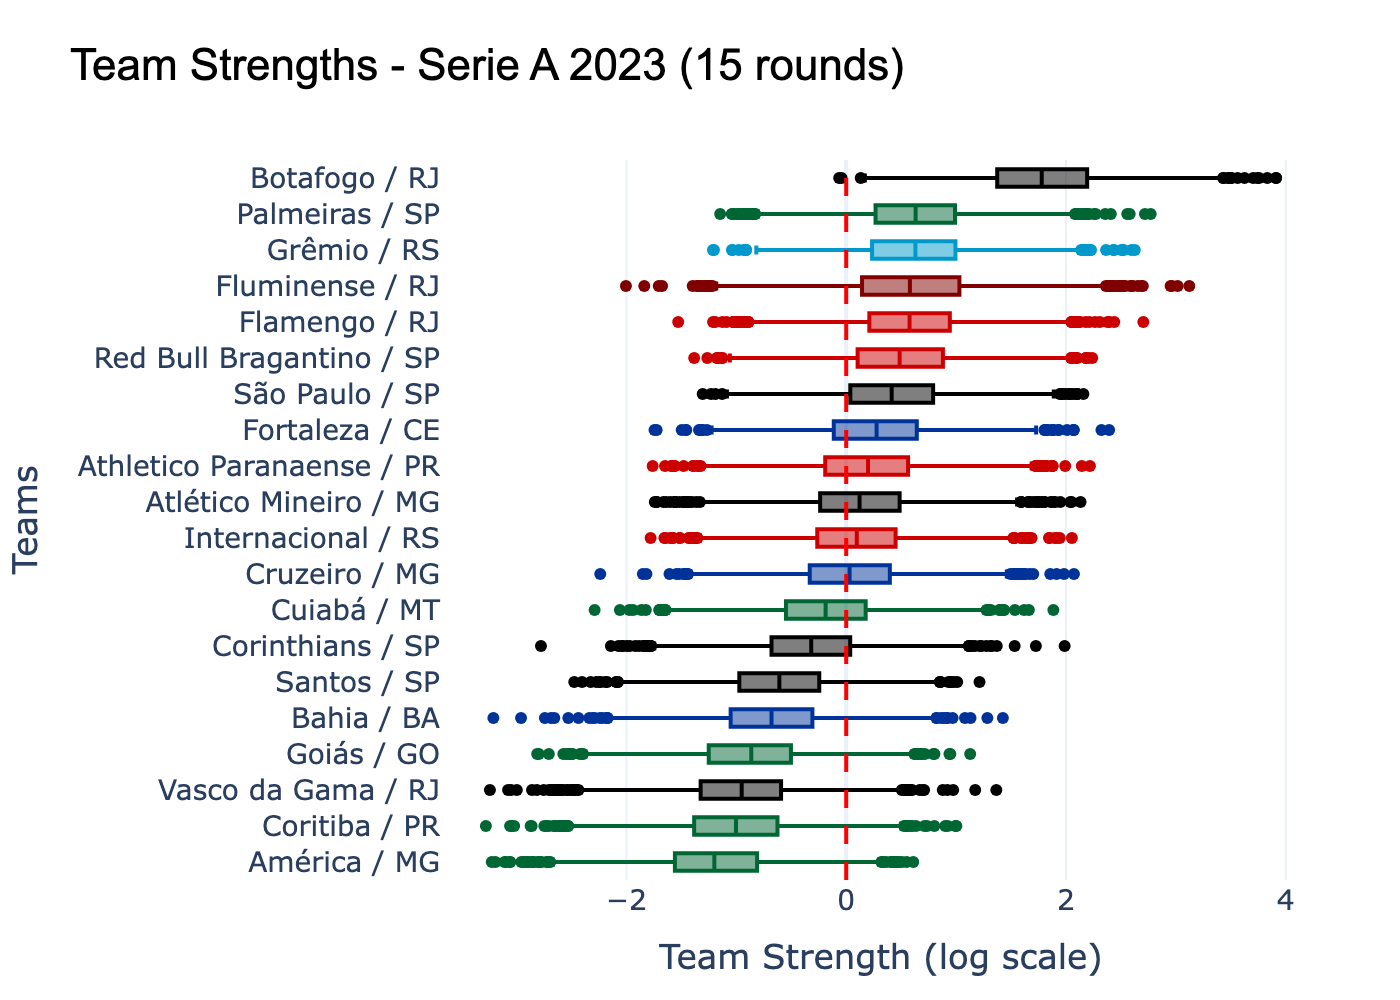 Team Strengths - Serie A 2023 (15 rounds)
Botafogo / RJ
Palmeiras / SP
Grêmio / RS
Fluminense / RJ
Flamengo / RJ
Red Bull Bragantino / SP
São Paulo / SP
Fortaleza / CE
Athletico Paranaense / PR
Atlético Mineiro / MG
Internacional / RS
Cruzeiro / MG
Cuiabá / MT
Corinthians / SP
Santos / SP
Bahia / BA
Goiás / GO
Vasco da Gama / RJ
Coritiba / PR
América / MG
Teams
−2 0 2 4
Team Strength (log scale)